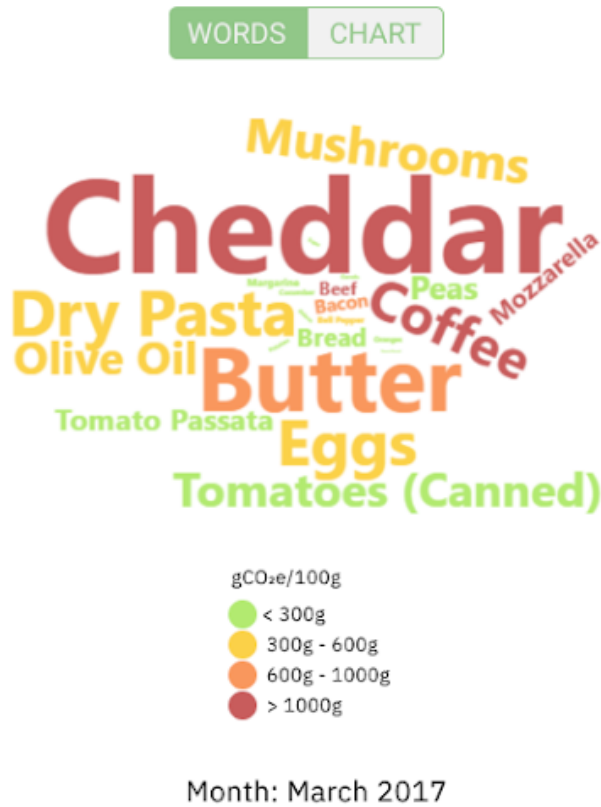 WORDS CHART
Mushrooms
Cheddar
Mozzarella
Margarine
Beef
Peas
Bacon
Coffee
Dry Pasta
Bell Pepper
Bread
Olive Oil
Butter
Tomato Passata
Eggs
Tomatoes (Canned)
gCO₂e/100g
< 300g
300g - 600g
600g - 1000g
> 1000g
Month: March 2017